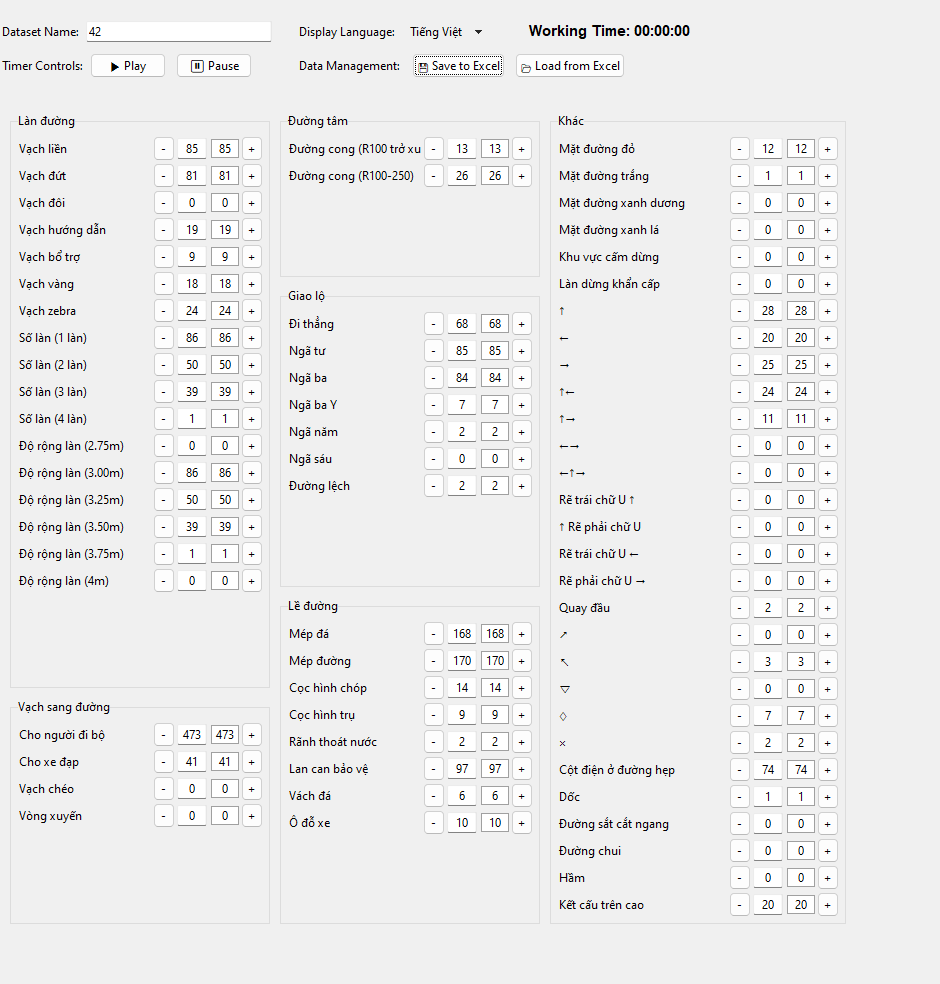 Dataset Name: 42 Display Language: Tiếng Việt Working Time: 00:00:00
Timer Controls: Play Pause Data Management: Save to Excel Load from Excel
Làn đường
Vạch liền - 85 85 +
Vạch đứt - 81 81 +
Vạch đôi - 0 0 +
Vạch hướng dẫn - 19 19 +
Vạch bổ trợ - 9 9 +
Vạch vàng - 18 18 +
Vạch zebra - 24 24 +
Số làn (1 làn) - 86 86 +
Số làn (2 làn) - 50 50 +
Số làn (3 làn) - 39 39 +
Số làn (4 làn) - 1 1 +
Độ rộng làn (2.75m) - 0 0 +
Độ rộng làn (3.00m) - 86 86 +
Độ rộng làn (3.25m) - 50 50 +
Độ rộng làn (3.50m) - 39 39 +
Độ rộng làn (3.75m) - 1 1 +
Độ rộng làn (4m) - 0 0 +
Vạch sang đường
Cho người đi bộ - 473 473 +
Cho xe đạp - 41 41 +
Vạch chéo - 0 0 +
Vòng xuyến - 0 0 +
Đường tâm
Đường cong (R100 trở xu - 13 13 +
Đường cong (R100-250) - 26 26 +
Giao lộ
Đi thẳng - 68 68 +
Ngã tư - 85 85 +
Ngã ba - 84 84 +
Ngã ba Y - 7 7 +
Ngã năm - 2 2 +
Ngã sáu - 0 0 +
Đường lệch - 2 2 +
Lề đường
Mép đá - 168 168 +
Mép đường - 170 170 +
Cọc hình chóp - 14 14 +
Cọc hình trụ - 9 9 +
Rãnh thoát nước - 2 2 +
Lan can bảo vệ - 97 97 +
Vách đá - 6 6 +
Ô đỗ xe - 10 10 +
Khác
Mặt đường đỏ - 12 12 +
Mặt đường trắng - 1 1 +
Mặt đường xanh dương - 0 0 +
Mặt đường xanh lá - 0 0 +
Khu vực cấm dừng - 0 0 +
Làn dừng khẩn cấp - 0 0 +
↑ - 28 28 +
← - 20 20 +
→ - 25 25 +
↑← - 24 24 +
↑→ - 11 11 +
←→ - 0 0 +
←↑→ - 0 0 +
Rẽ trái chữ U ↑ - 0 0 +
↑ Rẽ phải chữ U - 0 0 +
Rẽ trái chữ U ← - 0 0 +
Rẽ phải chữ U → - 0 0 +
Quay đầu - 2 2 +
↗ - 0 0 +
↖ - 3 3 +
▽ - 0 0 +
◊ - 7 7 +
× - 2 2 +
Cột điện ở đường hẹp - 74 74 +
Dốc - 1 1 +
Đường sắt cắt ngang - 0 0 +
Đường chui - 0 0 +
Hầm - 0 0 +
Kết cấu trên cao - 20 20 +